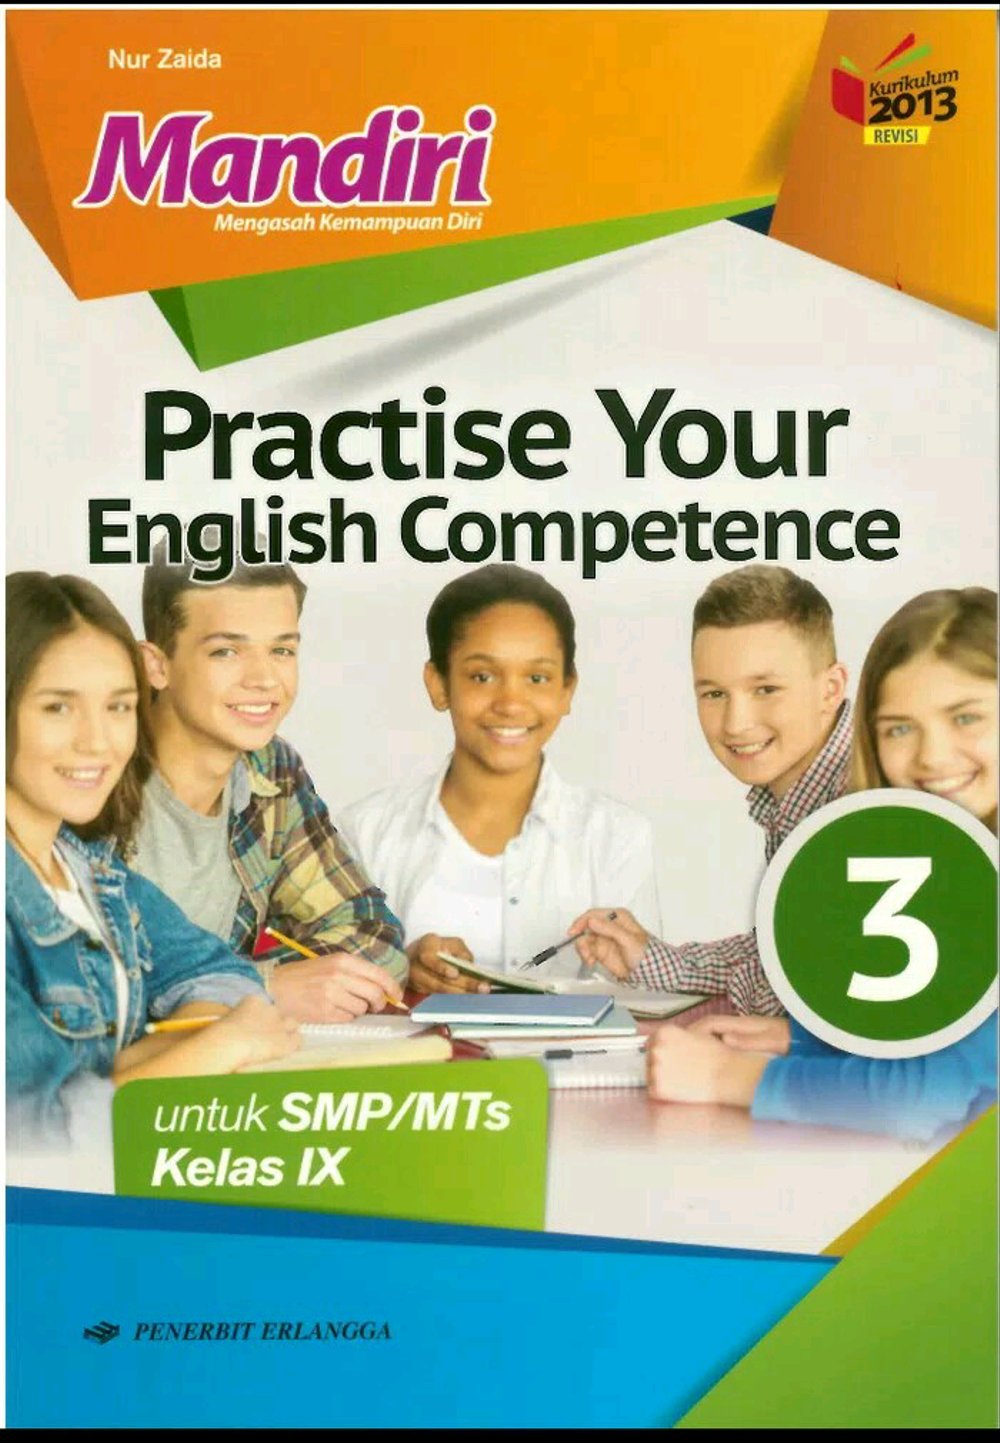 Nur Zaida
Kurikulum
2013
REVISI
Mandiri
Mengasah Kemampuan Diri
Practise Your
English Competence
3
untuk SMP/MTs
Kelas IX
PENERBIT ERLANGGA